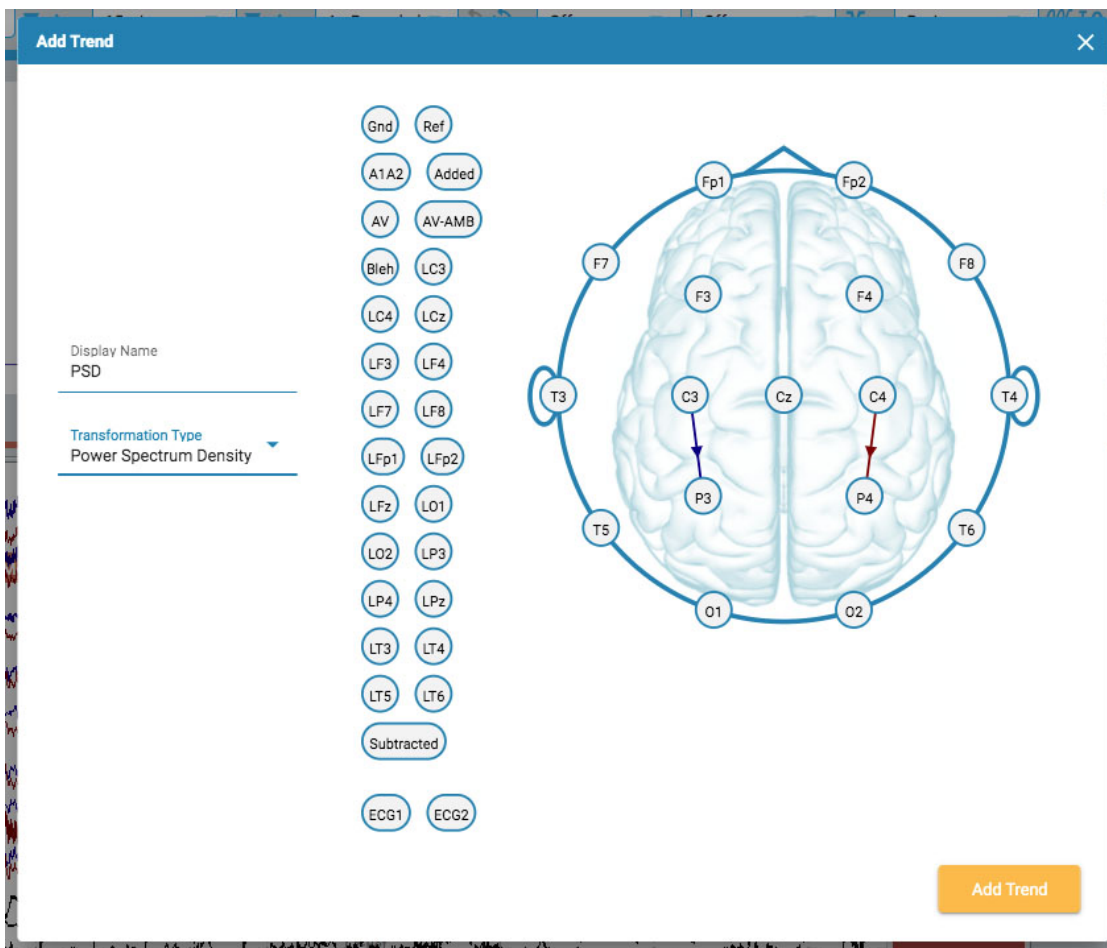 Add Trend
Gnd Ref
A1A2 Added
AV AV-AMB
Bleh LC3
LC4 LCz
LF3 LF4
LF7 LF8
LFp1 LFp2
LFz LO1
LO2 LP3
LP4 LPz
LT3 LT4
LT5 LT6
Subtracted
ECG1 ECG2
Display Name
PSD
Transformation Type
Power Spectrum Density
Fp1 Fp2
F7 F8
F3 F4
T3 C3 Cz C4 T4
P3 P4
T5 T6
O1 O2
Add Trend